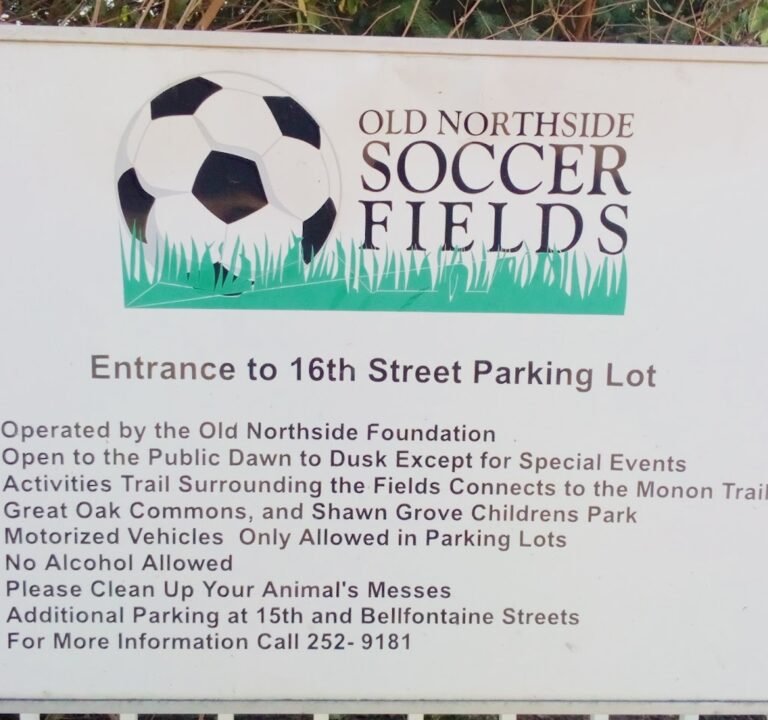 OLD NORTHSIDE
SOCCER
FIELDS
Entrance to 16th Street Parking Lot
Operated by the Old Northside Foundation
Open to the Public Dawn to Dusk Except for Special Events
Activities Trail Surrounding the Fields Connects to the Monon Trail
Great Oak Commons, and Shawn Grove Childrens Park
Motorized Vehicles Only Allowed in Parking Lots
No Alcohol Allowed
Please Clean Up Your Animal's Messes
Additional Parking at 15th and Bellfontaine Streets
For More Information Call 252- 9181